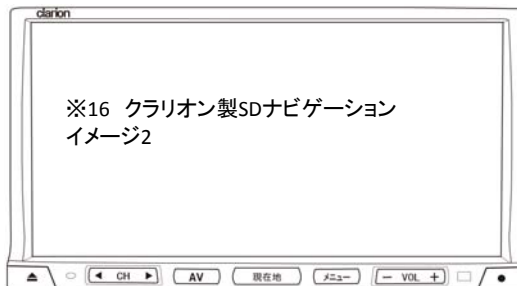 clarion
※16 クラリオン製SDナビゲーション
イメージ2
◀ CH ▶ AV 現在地 メニュー − VOL +